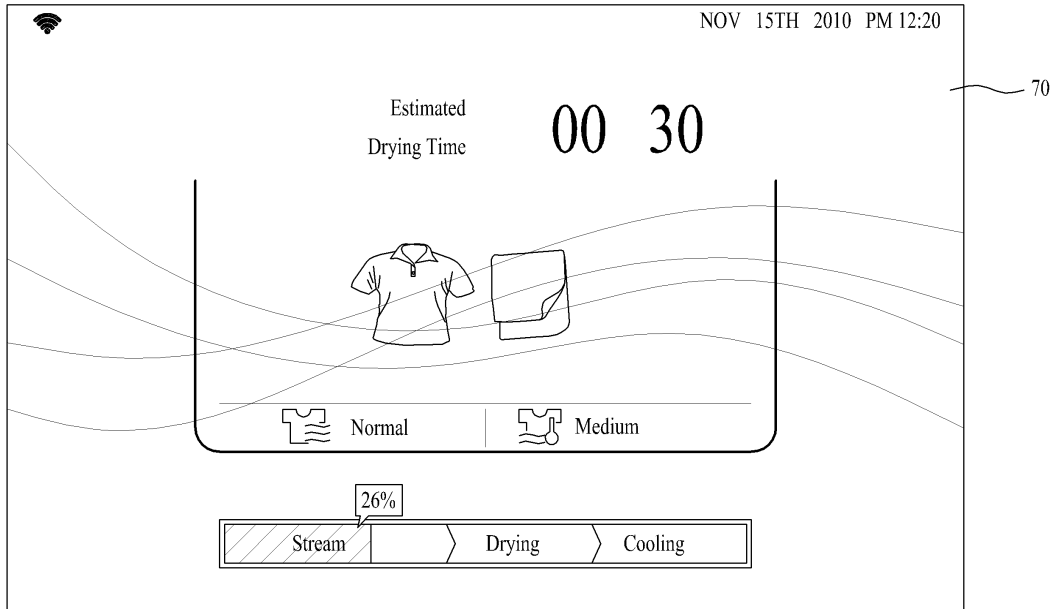 NOV 15TH 2010 PM 12:20
70
Estimated
Drying Time
00 30
Normal
Medium
26%
Stream
Drying
Cooling